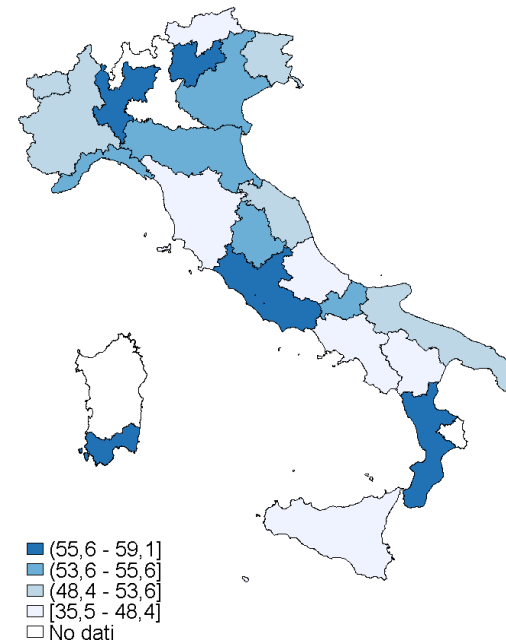 (55,6 - 59,1]
(53,6 - 55,6]
(48,4 - 53,6]
[35,5 - 48,4]
No dati